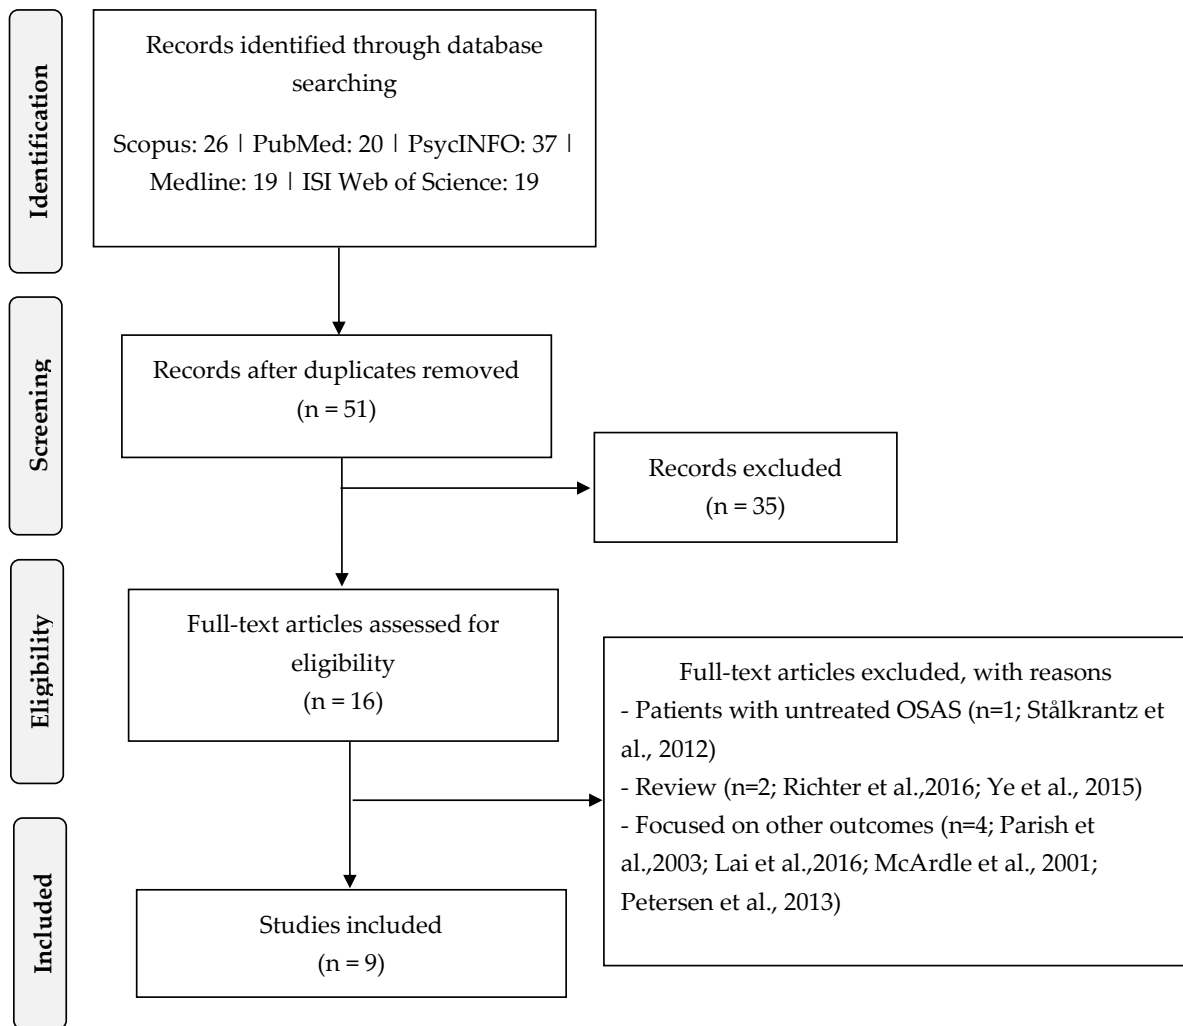 Identification
Records identified through database
searching
Scopus: 26 | PubMed: 20 | PsycINFO: 37 |
Medline: 19 | ISI Web of Science: 19
Screening
Records after duplicates removed
(n = 51)
Records excluded
(n = 35)
Eligibility
Full-text articles assessed for
eligibility
(n = 16)
Full-text articles excluded, with reasons
- Patients with untreated OSAS (n=1; Stålkrantz et
al., 2012)
- Review (n=2; Richter et al.,2016; Ye et al., 2015)
- Focused on other outcomes (n=4; Parish et
al.,2003; Lai et al.,2016; McArdle et al., 2001;
Petersen et al., 2013)
Included
Studies included
(n = 9)